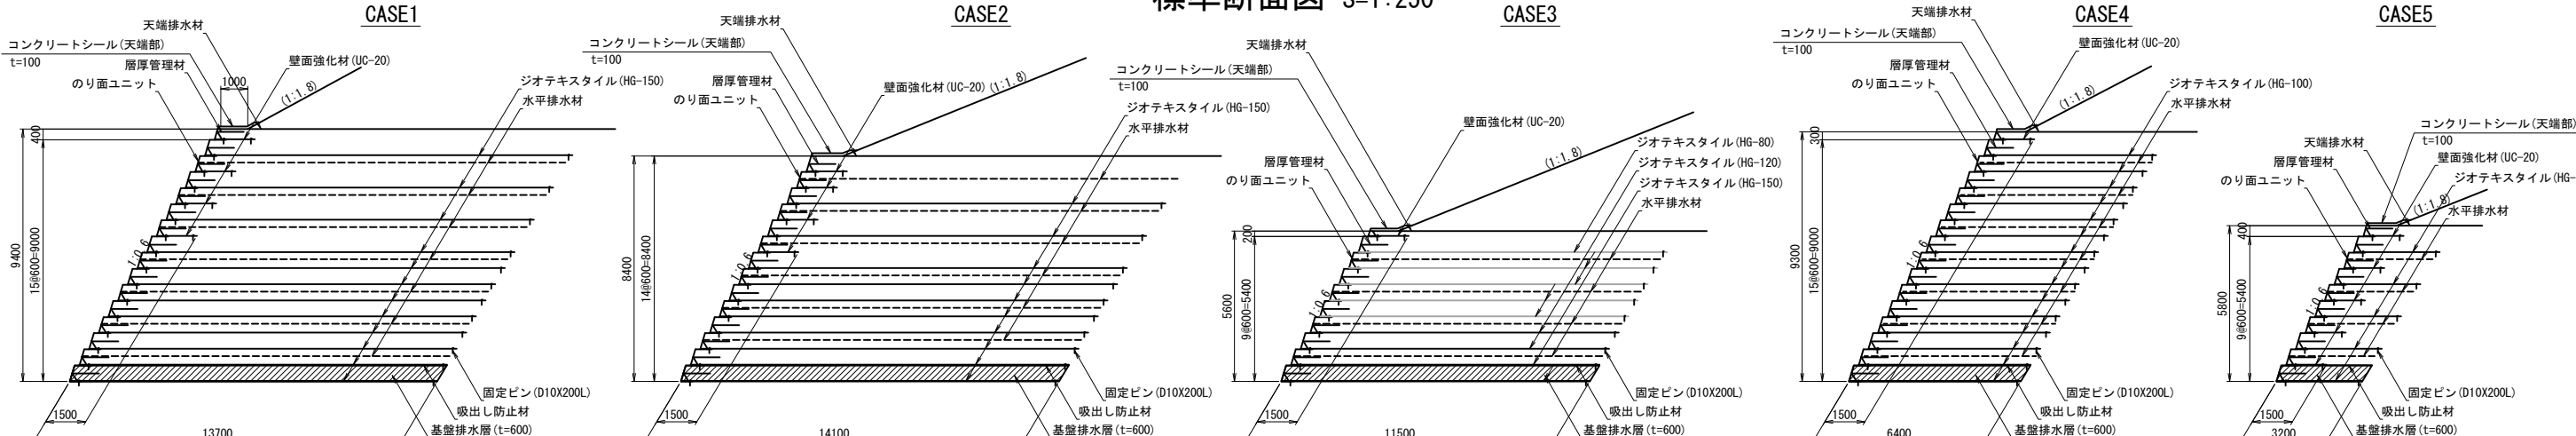 標準断面図 S=1:250
CASE1
天端排水材
コンクリートシール(天端部)
t=100
層厚管理材
のり面ユニット
1000
壁面強化材(UC-20)
(1:1.8)
ジオテキスタイル(HG-150)
水平排水材
400
9400
15@600=9000
1:0.6
1500
13700
固定ピン(D10X200L)
吸出し防止材
基盤排水層(t=600)
CASE2
天端排水材
コンクリートシール(天端部)
t=100
層厚管理材
のり面ユニット
壁面強化材(UC-20)
(1:1.8)
ジオテキスタイル(HG-150)
水平排水材
8400
14@600=8400
1:0.6
1500
14100
固定ピン(D10X200L)
吸出し防止材
基盤排水層(t=600)
CASE3
天端排水材
コンクリートシール(天端部)
t=100
壁面強化材(UC-20)
層厚管理材
のり面ユニット
(1:1.8)
ジオテキスタイル(HG-80)
ジオテキスタイル(HG-120)
ジオテキスタイル(HG-150)
水平排水材
200
5600
9@600=5400
1:0.6
1500
11500
固定ピン(D10X200L)
吸出し防止材
基盤排水層(t=600)
CASE4
天端排水材
コンクリートシール(天端部)
t=100
壁面強化材(UC-20)
層厚管理材
のり面ユニット
(1:1.8)
ジオテキスタイル(HG-100)
水平排水材
300
9300
15@600=9000
1:0.6
1500
6400
固定ピン(D10X200L)
吸出し防止材
基盤排水層(t=600)
CASE5
コンクリートシール(天端部)
t=100
天端排水材
壁面強化材(UC-20)
層厚管理材
のり面ユニット
ジオテキスタイル(HG-
(1:1.8)
水平排水材
400
5800
9@600=5400
1:0.6
1500
3200
固定ピン(D10X200L)
吸出し防止材
基盤排水層(t=600)